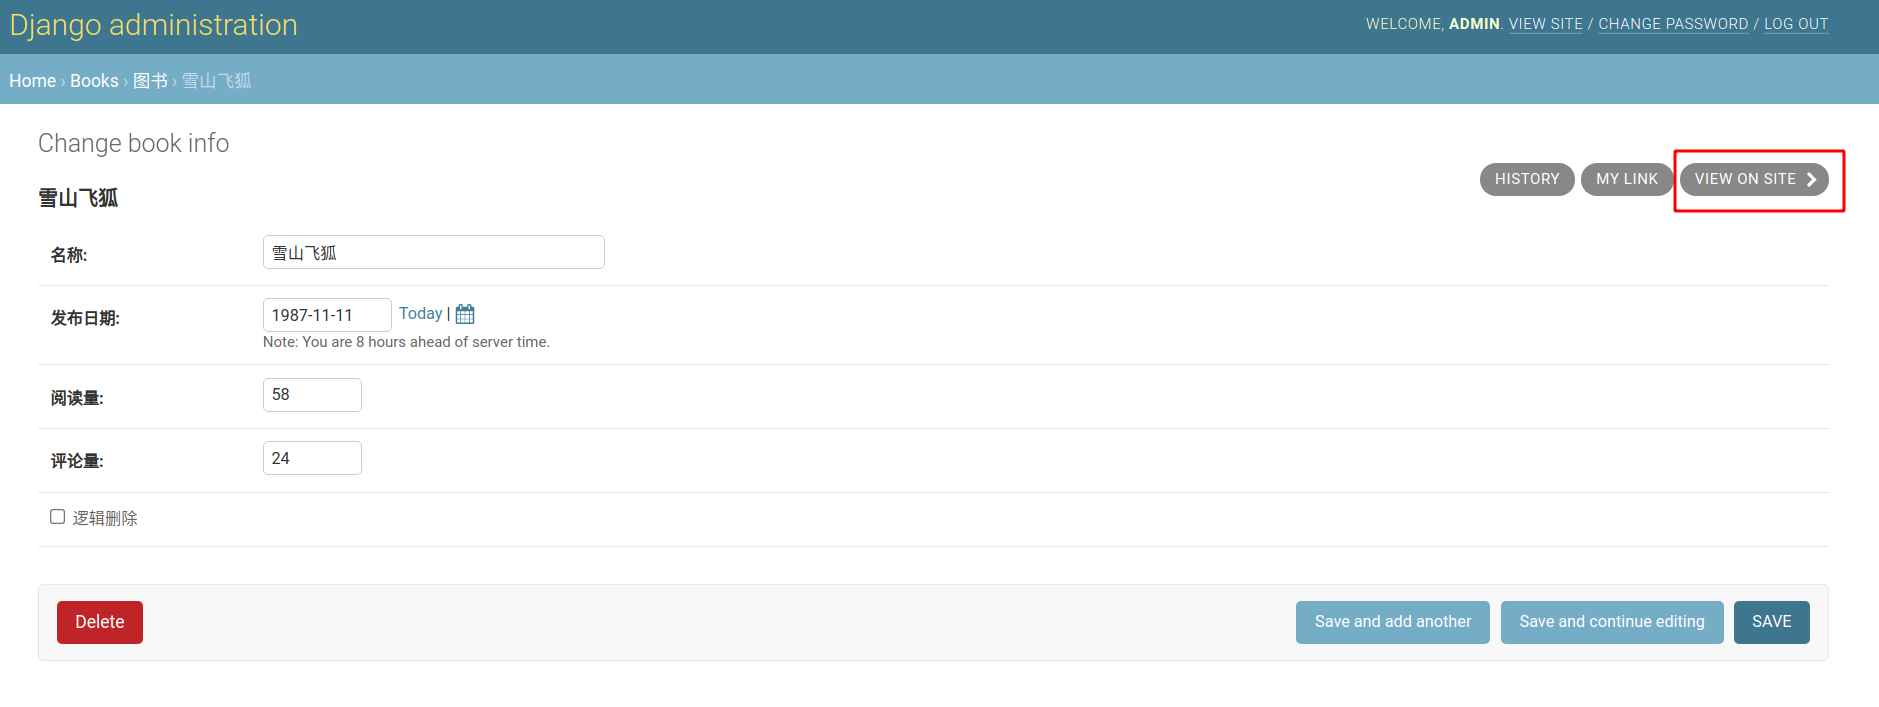 Django administration
WELCOME, ADMIN. VIEW SITE / CHANGE PASSWORD / LOG OUT
Home › Books › 图书 › 雪山飞狐
Change book info
HISTORY MY LINK VIEW ON SITE
雪山飞狐
名称: 雪山飞狐
发布日期: 1987-11-11 Today |
Note: You are 8 hours ahead of server time.
阅读量: 58
评论量: 24
逻辑删除
Delete Save and add another Save and continue editing SAVE